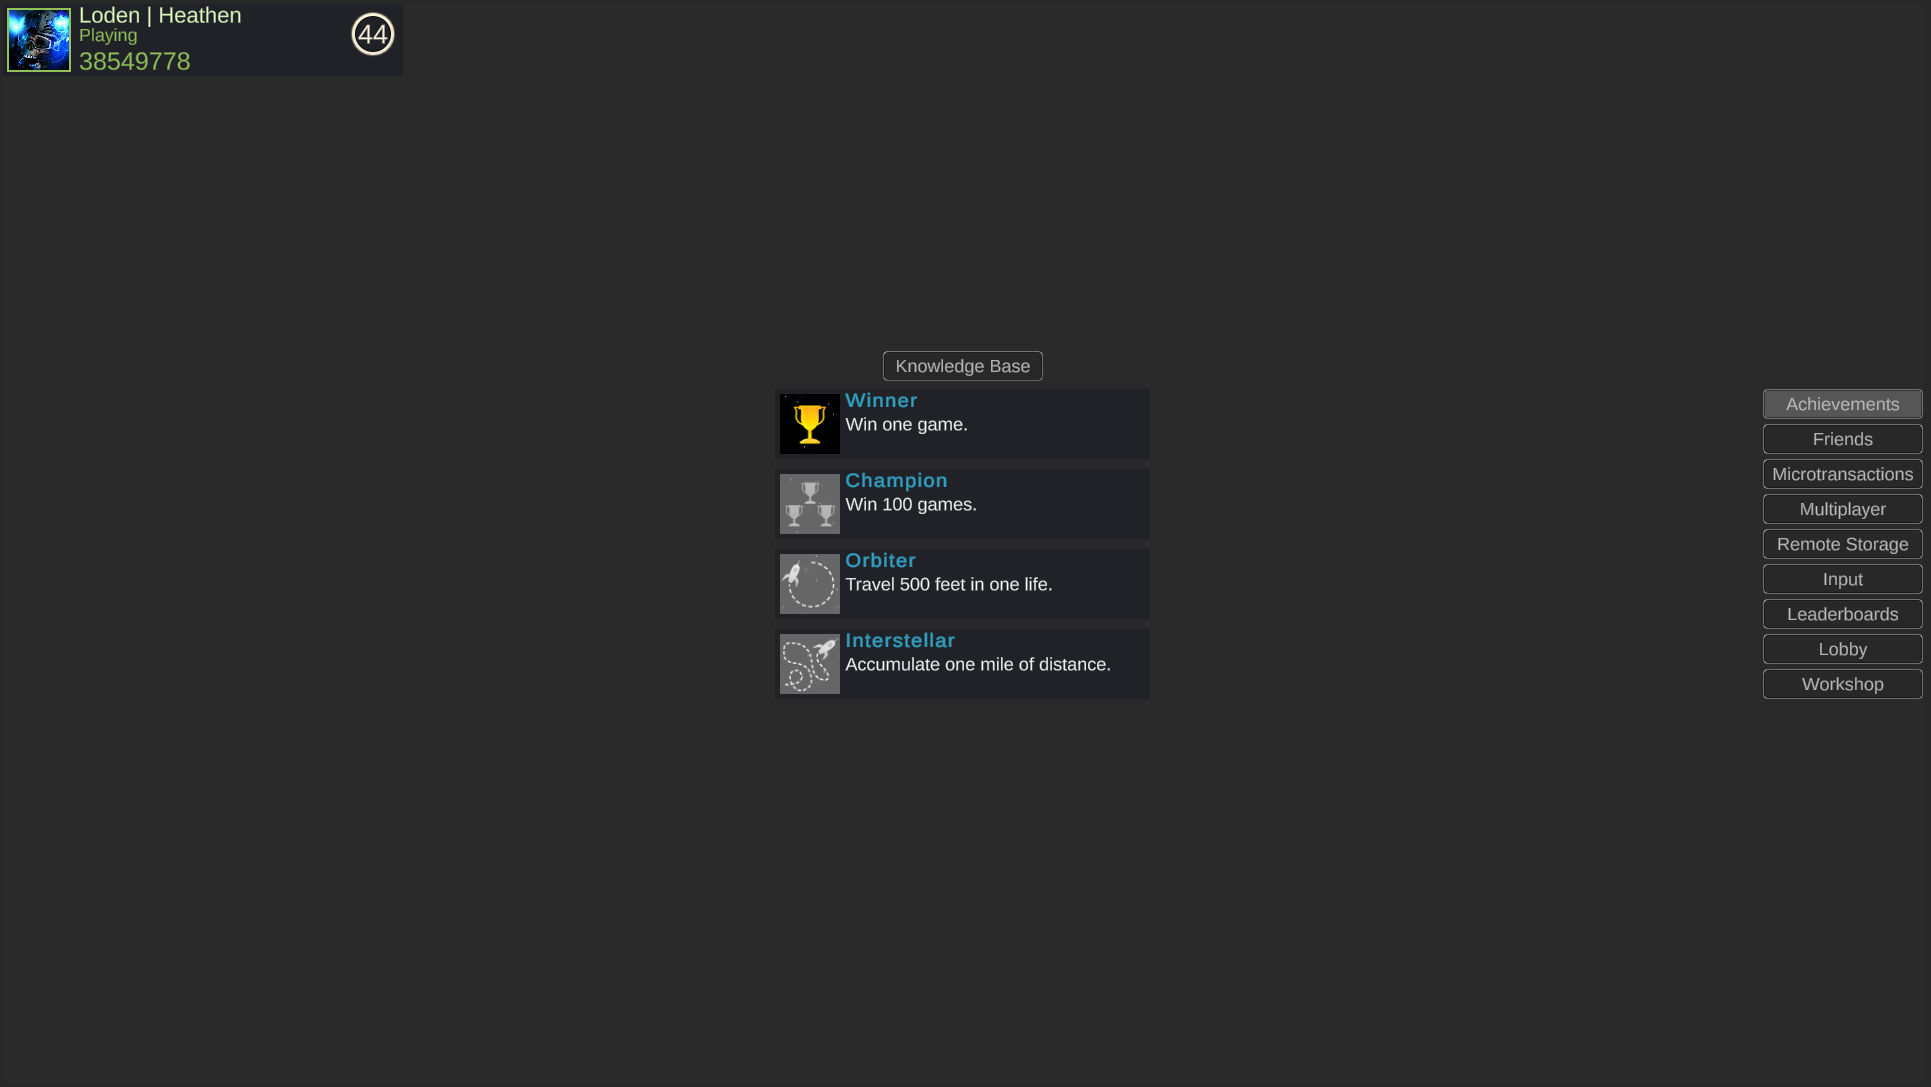 Loden | Heathen
Playing
38549778
44
Knowledge Base
Winner
Win one game.
Champion
Win 100 games.
Orbiter
Travel 500 feet in one life.
Interstellar
Accumulate one mile of distance.
Achievements
Friends
Microtransactions
Multiplayer
Remote Storage
Input
Leaderboards
Lobby
Workshop